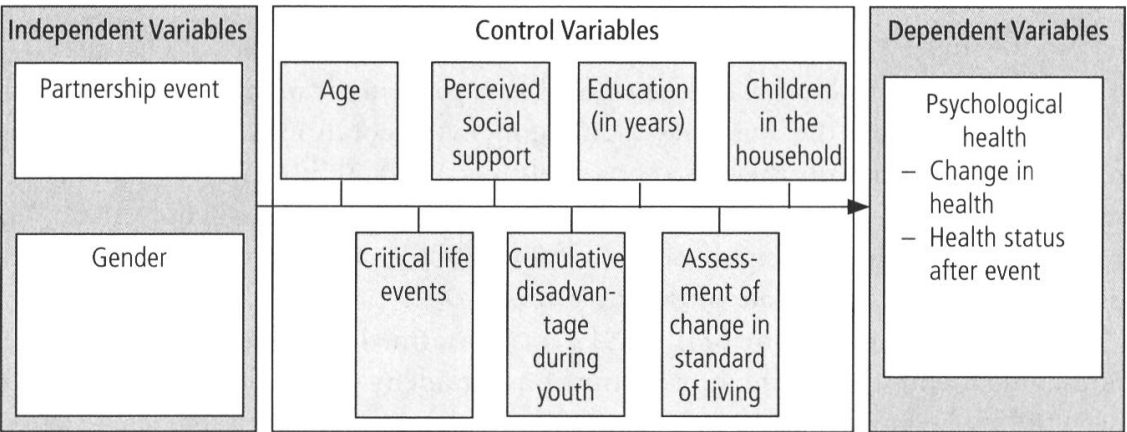 Independent Variables
Partnership event
Gender
Control Variables
Age
Perceived
social
support
Education
(in years)
Children
in the
household
Critical life
events
Cumulative
disadvan-
tage
during
youth
Assess-
ment of
change in
standard
of living
Dependent Variables
Psychological
health
– Change in
health
– Health status
after event